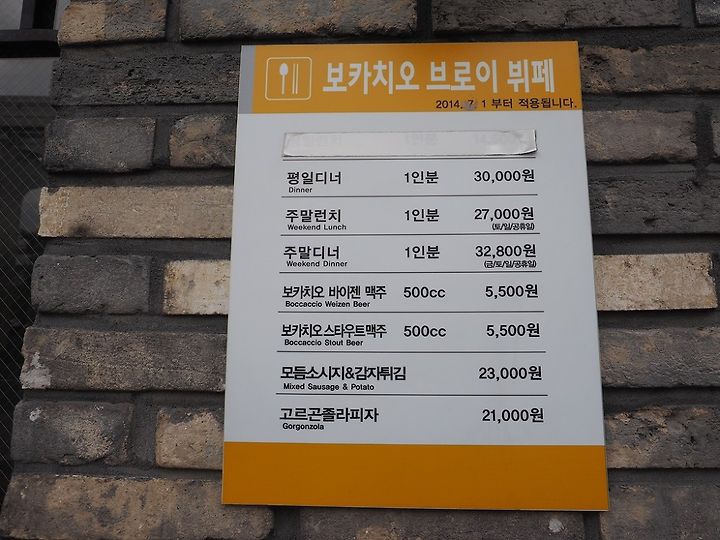 보카치오 브로이 뷔페
2014. 7. 1 부터 적용됩니다.
평일디너 1인분 30,000원
Dinner
주말런치 1인분 27,000원
Weekend Lunch (토/일/공휴일)
주말디너 1인분 32,800원
Weekend Dinner (금/토/일/공휴일)
보카치오 바이젠 맥주 500cc 5,500원
Boccaccio Weizen Beer
보카치오 스타우트맥주 500cc 5,500원
Boccaccio Stout Beer
모듬소시지&감자튀김 23,000원
Mixed Sausage & Potato
고르곤졸라피자 21,000원
Gorgonzola